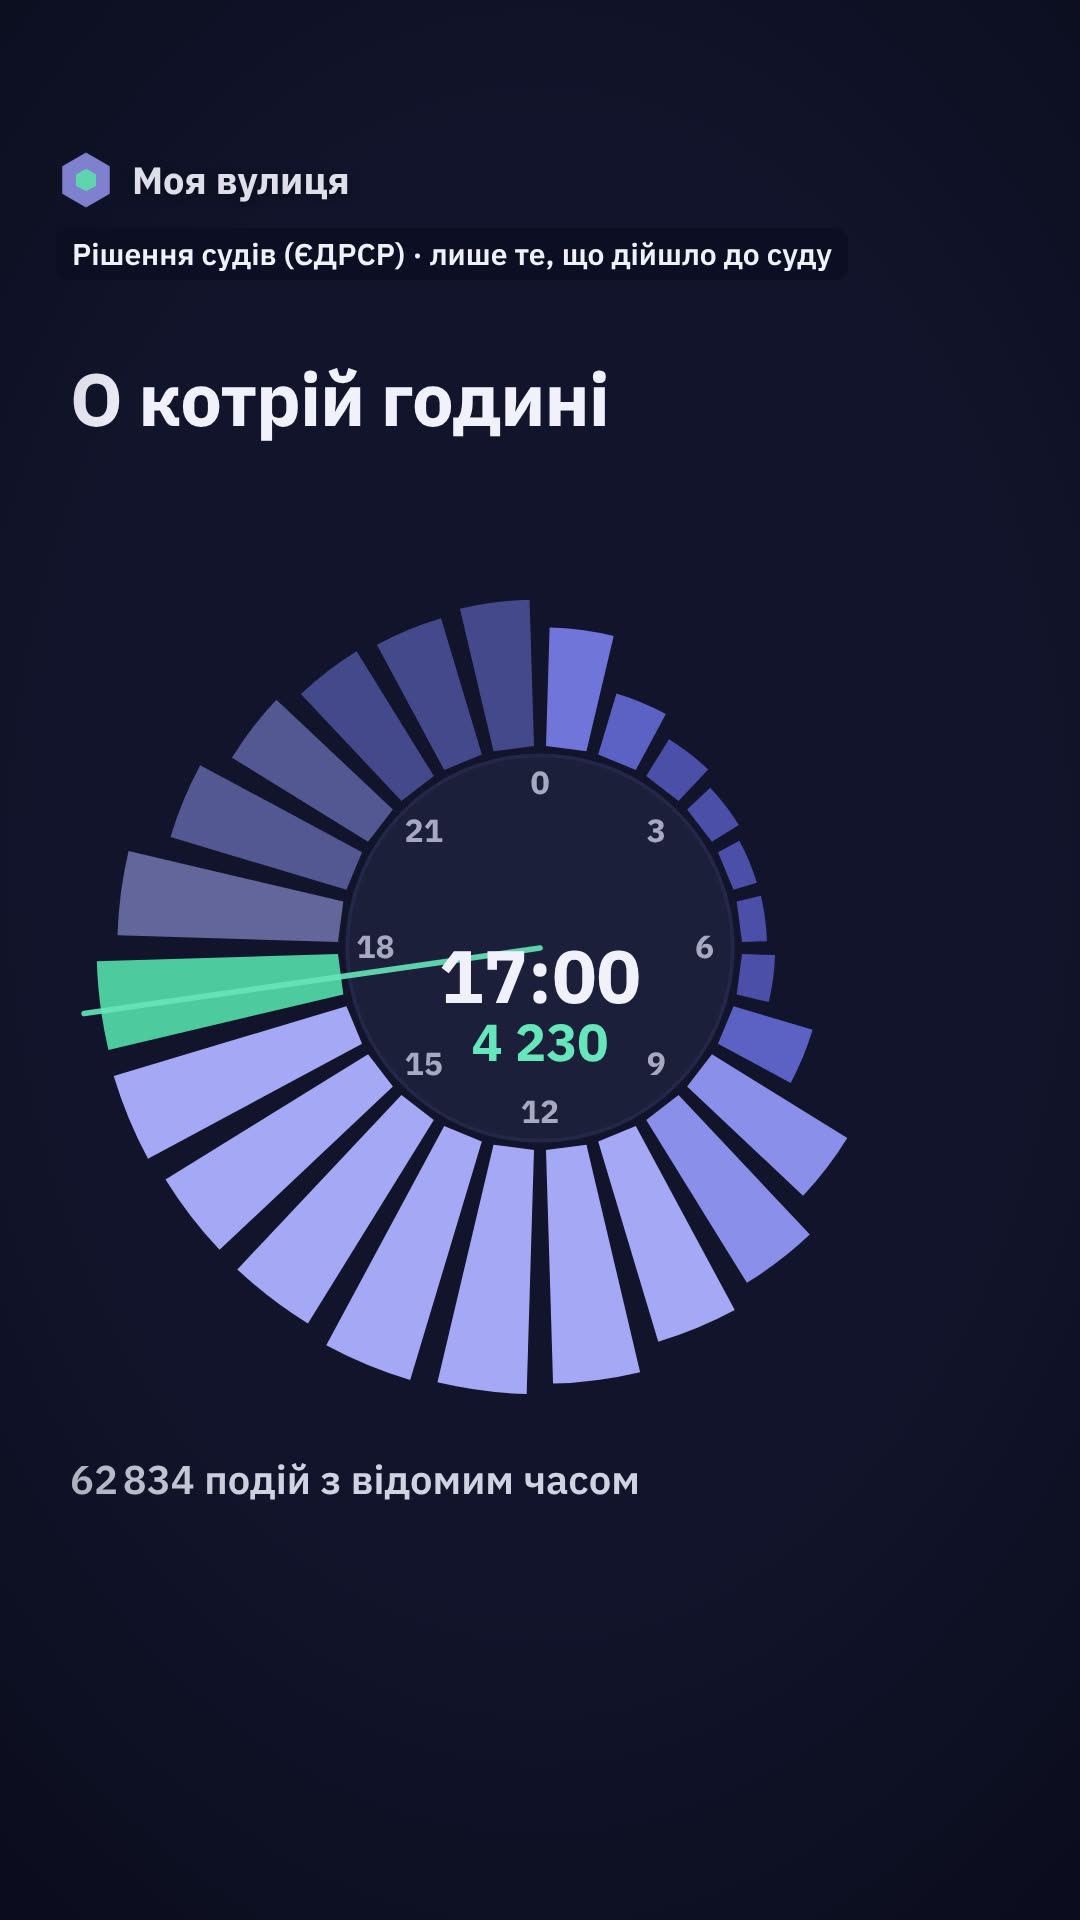 Моя вулиця
Рішення судів (ЄДРСР) · лише те, що дійшло до суду
О котрій годині
0
21
3
18
6
17:00
4 230
15
9
12
62 834 подій з відомим часом